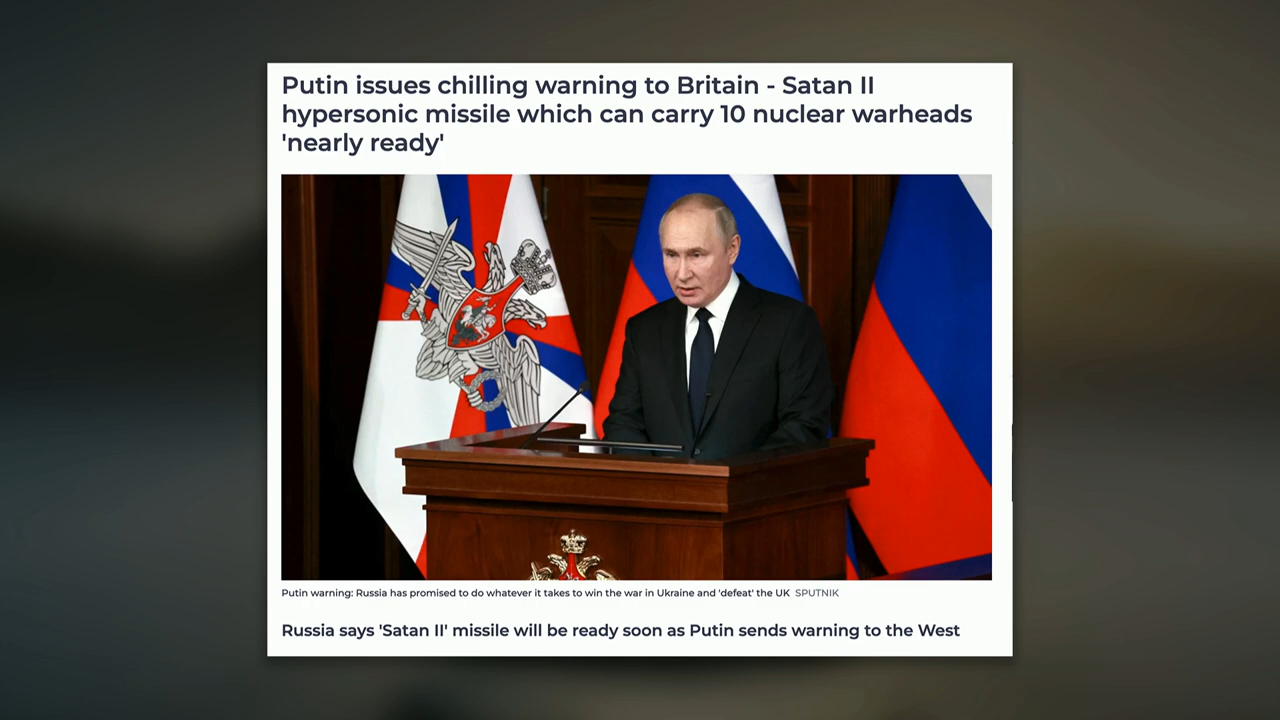 Putin issues chilling warning to Britain - Satan II
hypersonic missile which can carry 10 nuclear warheads
'nearly ready'
Putin warning: Russia has promised to do whatever it takes to win the war in Ukraine and 'defeat' the UK SPUTNIK
Russia says 'Satan II' missile will be ready soon as Putin sends warning to the West